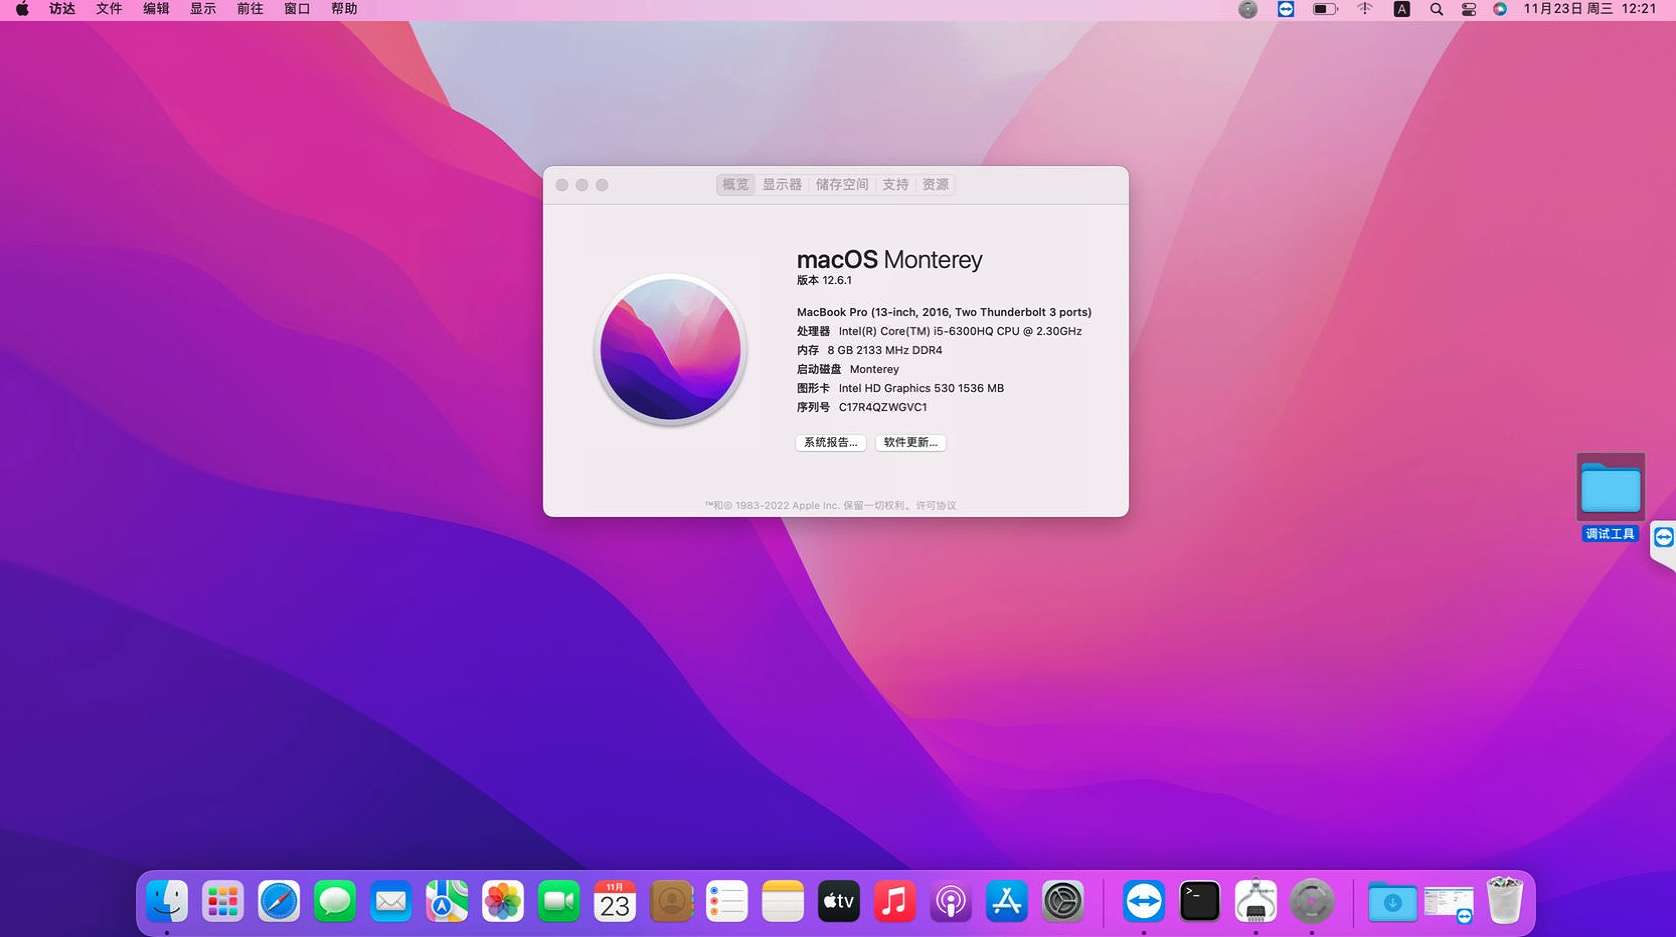 访达 文件 编辑 显示 前往 窗口 帮助 A 11月23日 周三 12:21
概览 显示器 储存空间 支持 资源
macOS Monterey
版本 12.6.1
MacBook Pro (13-inch, 2016, Two Thunderbolt 3 ports)
处理器 Intel(R) Core(TM) i5-6300HQ CPU @ 2.30GHz
内存 8 GB 2133 MHz DDR4
启动磁盘 Monterey
图形卡 Intel HD Graphics 530 1536 MB
序列号 C17R4QZWGVC1
系统报告... 软件更新...
™和© 1983-2022 Apple Inc. 保留一切权利。许可协议
调试工具
11月
23
tv
>_